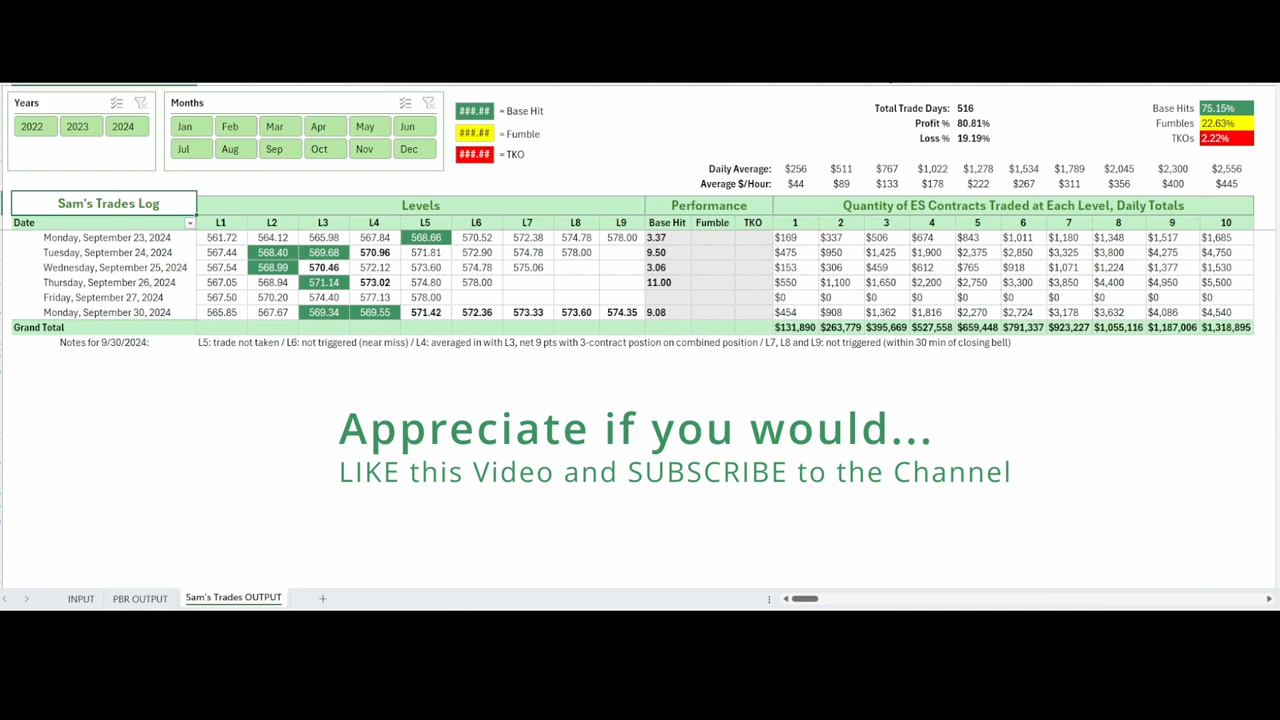 Years
Months
2022 2023 2024
Jan Feb Mar Apr May Jun
Jul Aug Sep Oct Nov Dec
###.## = Base Hit
###.## = Fumble
###.## = TKO
Total Trade Days: 516
Profit % 80.81%
Loss % 19.19%
Base Hits 75.15%
Fumbles 22.63%
TKOs 2.22%
Daily Average: $256 $511 $767 $1,022 $1,278 $1,534 $1,789 $2,045 $2,300 $2,556
Average $/Hour: $44 $89 $133 $178 $222 $267 $311 $356 $400 $445
Sam's Trades Log Levels Performance Quantity of ES Contracts Traded at Each Level, Daily Totals
Date L1 L2 L3 L4 L5 L6 L7 L8 L9 Base Hit Fumble TKO 1 2 3 4 5 6 7 8 9 10
Monday, September 23, 2024 561.72 564.12 565.98 567.84 568.66 570.52 572.38 574.78 578.00 3.37 $169 $337 $506 $674 $843 $1,011 $1,180 $1,348 $1,517 $1,685
Tuesday, September 24, 2024 567.44 568.40 569.68 570.96 571.81 572.90 574.78 578.00 9.50 $475 $950 $1,425 $1,900 $2,375 $2,850 $3,325 $3,800 $4,275 $4,750
Wednesday, September 25, 2024 567.54 568.99 570.46 572.12 573.60 574.78 575.06 3.06 $153 $306 $459 $612 $765 $918 $1,071 $1,224 $1,377 $1,530
Thursday, September 26, 2024 567.05 568.94 571.14 573.02 574.80 578.00 11.00 $550 $1,100 $1,650 $2,200 $2,750 $3,300 $3,850 $4,400 $4,950 $5,500
Friday, September 27, 2024 567.50 570.20 574.40 577.13 578.00 $0 $0 $0 $0 $0 $0 $0 $0 $0 $0
Monday, September 30, 2024 565.85 567.67 569.34 569.55 571.42 572.36 573.33 573.60 574.35 9.08 $454 $908 $1,362 $1,816 $2,270 $2,724 $3,178 $3,632 $4,086 $4,540
Grand Total $131,890 $263,779 $395,669 $527,558 $659,448 $791,337 $923,227 $1,055,116 $1,187,006 $1,318,895
Notes for 9/30/2024: L5: trade not taken / L6: not triggered (near miss) / L4: averaged in with L3, net 9 pts with 3-contract postion on combined position / L7, L8 and L9: not triggered (within 30 min of closing bell)
Appreciate if you would...
LIKE this Video and SUBSCRIBE to the Channel
INPUT PBR OUTPUT Sam's Trades OUTPUT